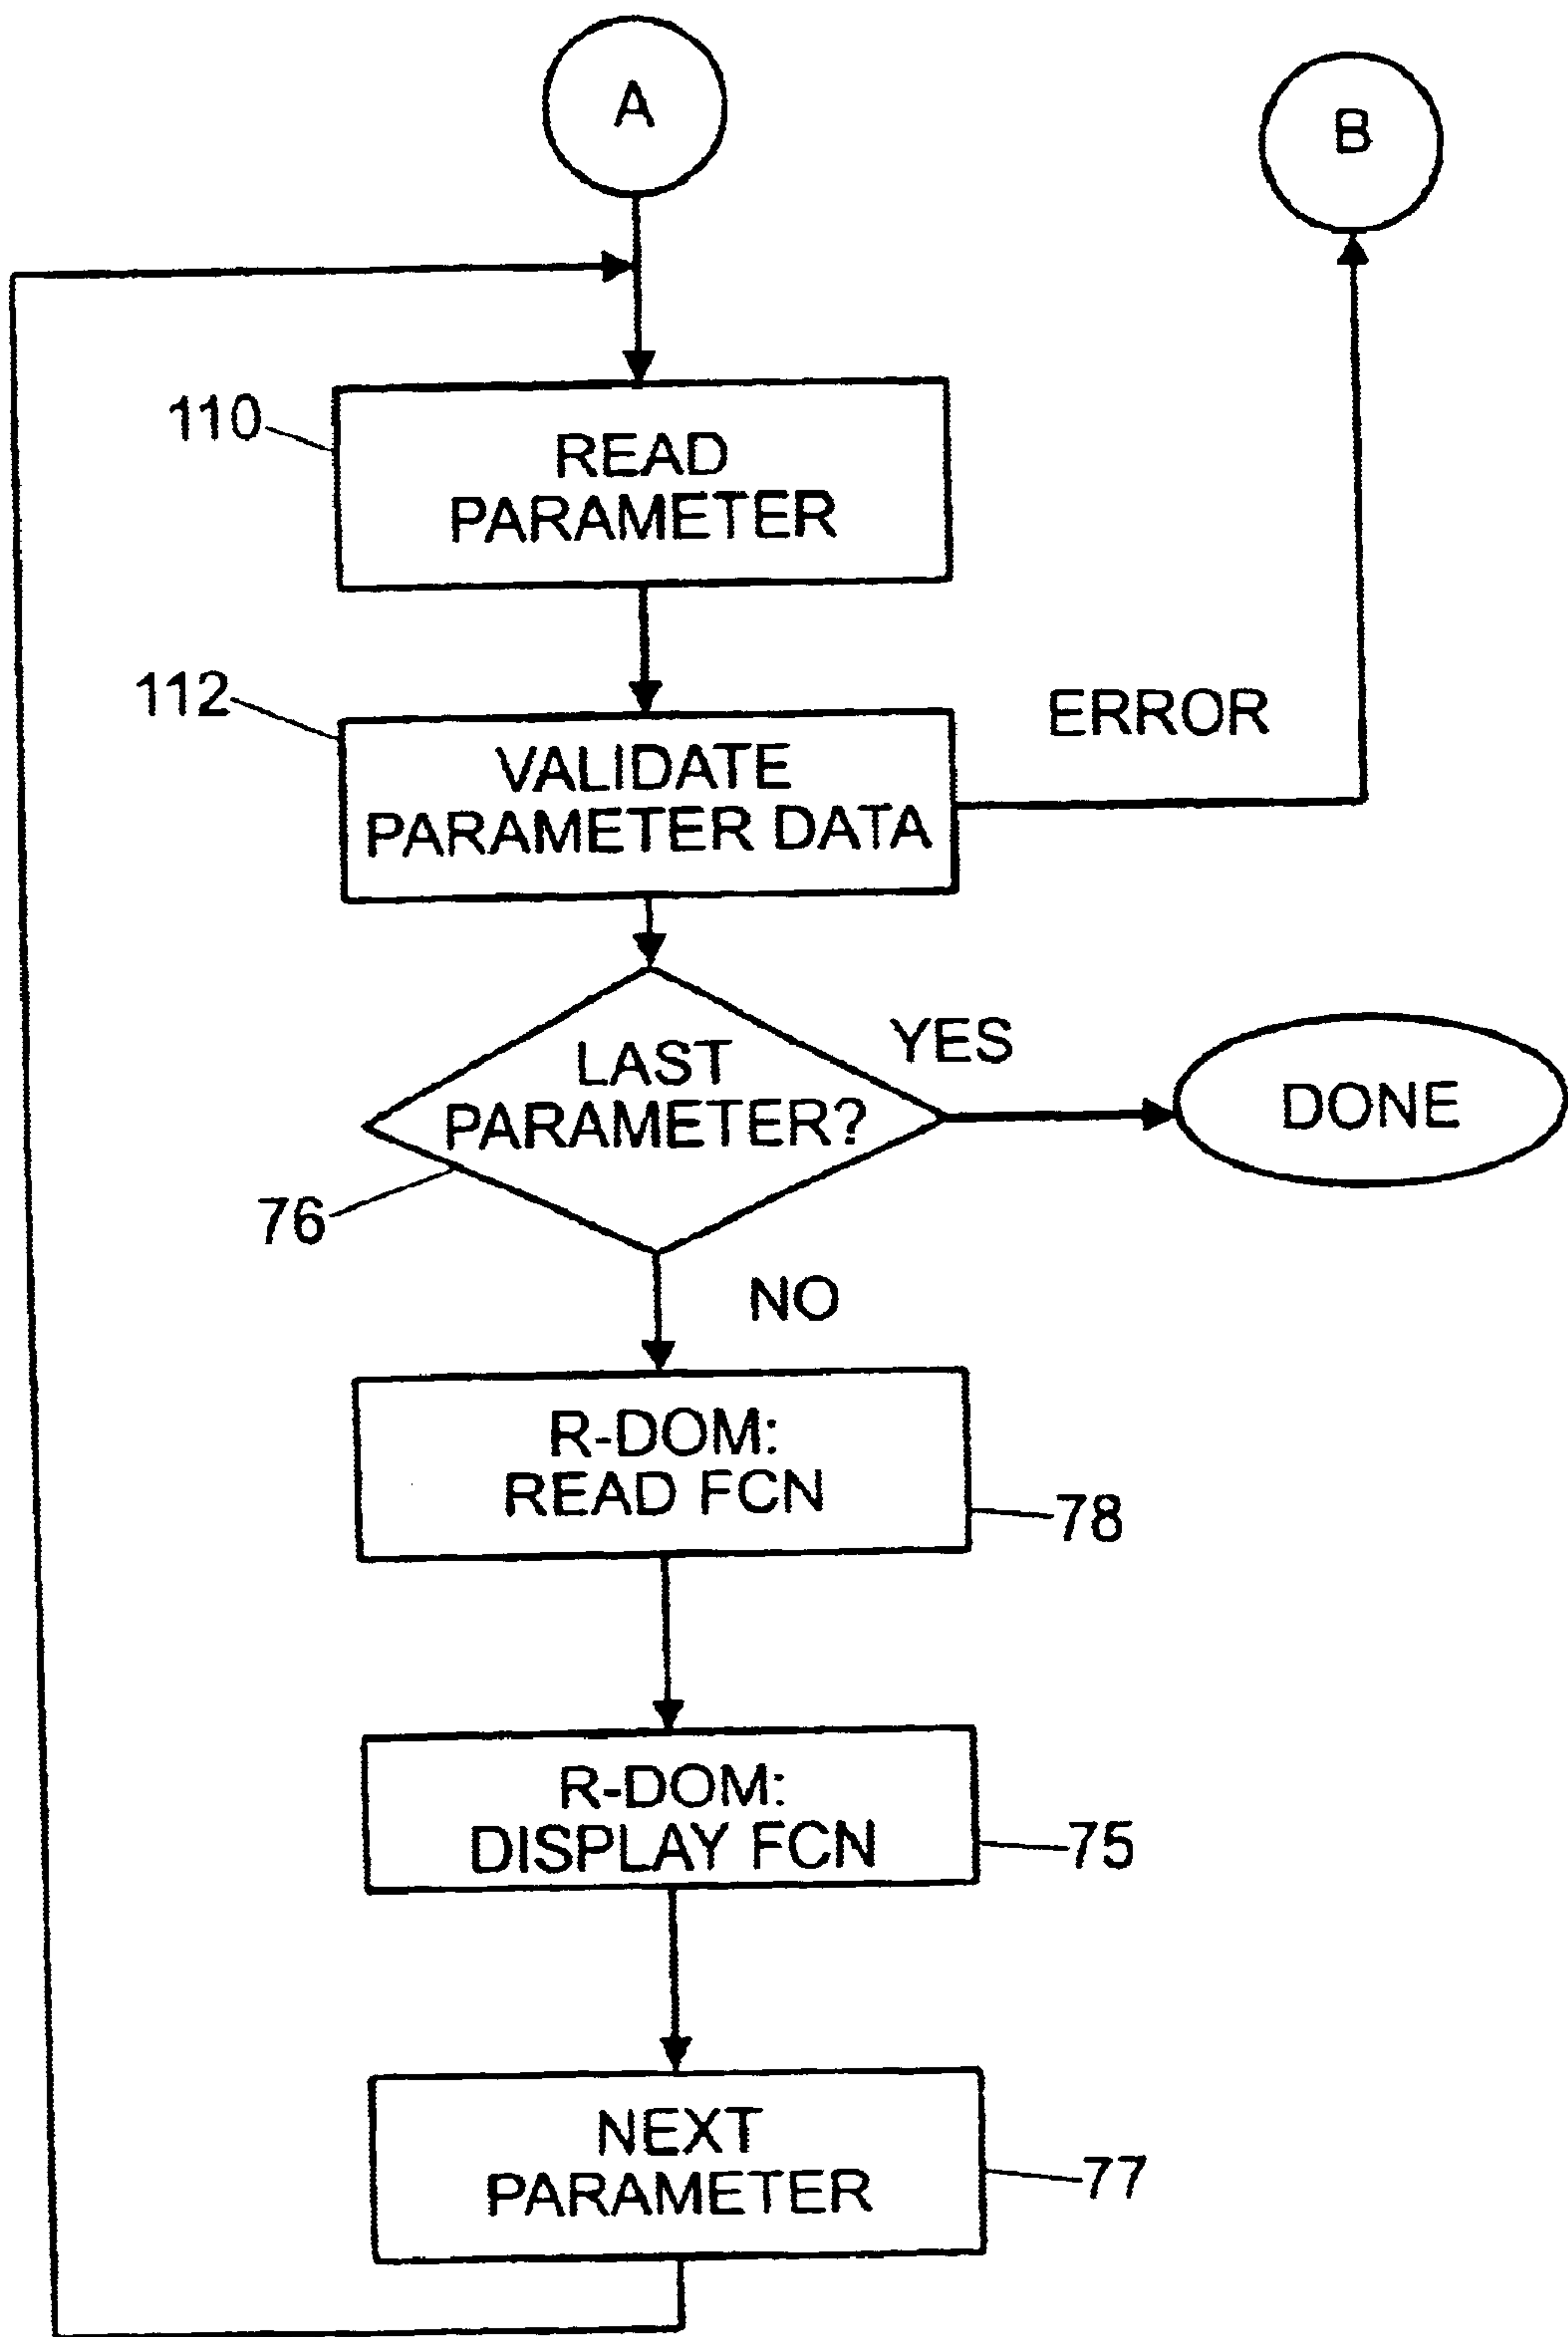 A
B
110
READ
PARAMETER
112
VALIDATE
PARAMETER DATA
ERROR
LAST
PARAMETER?
YES
DONE
76
NO
R-DOM:
READ FCN
78
R-DOM:
DISPLAY FCN
75
NEXT
PARAMETER
77